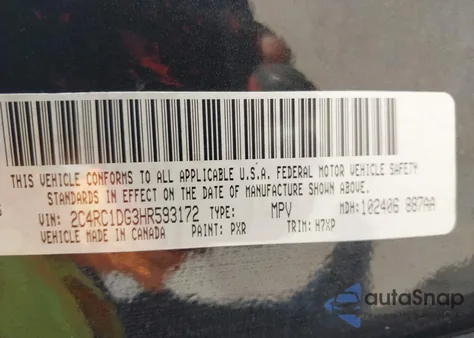 THIS VEHICLE CONFORMS TO ALL APPLICABLE U.S.A. FEDERAL MOTOR VEHICLE SAFETY
STANDARDS IN EFFECT ON THE DATE OF MANUFACTURE SHOWN ABOVE.
VIN: 2C4RC1DG3HR593172 TYPE: MPV MDH:102406 887AA
VEHICLE MADE IN CANADA PAINT: PXR TRIM: H7XP
autoSnap